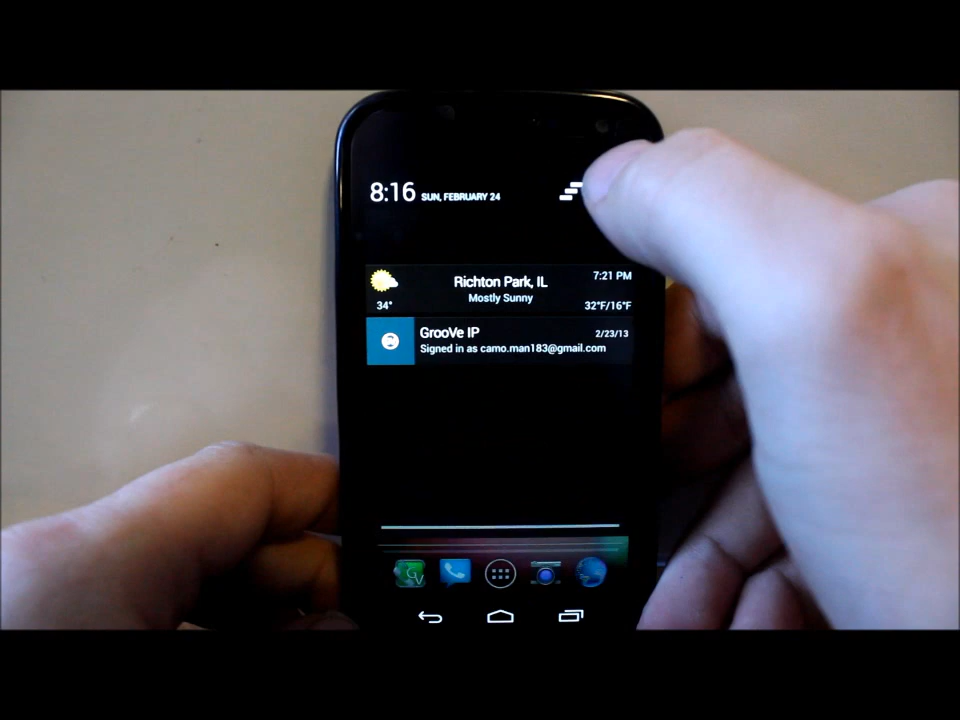 8:16 SUN, FEBRUARY 24
Richton Park, IL 7:21 PM
Mostly Sunny
34° 32°F/16°F
GrooVe IP 2/23/13
Signed in as camo.man183@gmail.com
GV